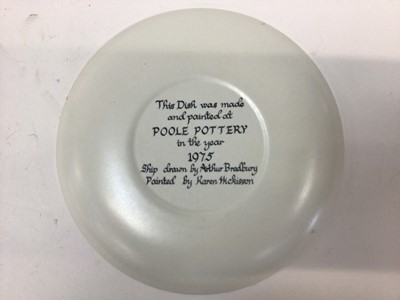 This Dish was made
and painted at
POOLE POTTERY
in the year
1975
Ship drawn by Arthur Bradbury
Painted by Karen Hickisson